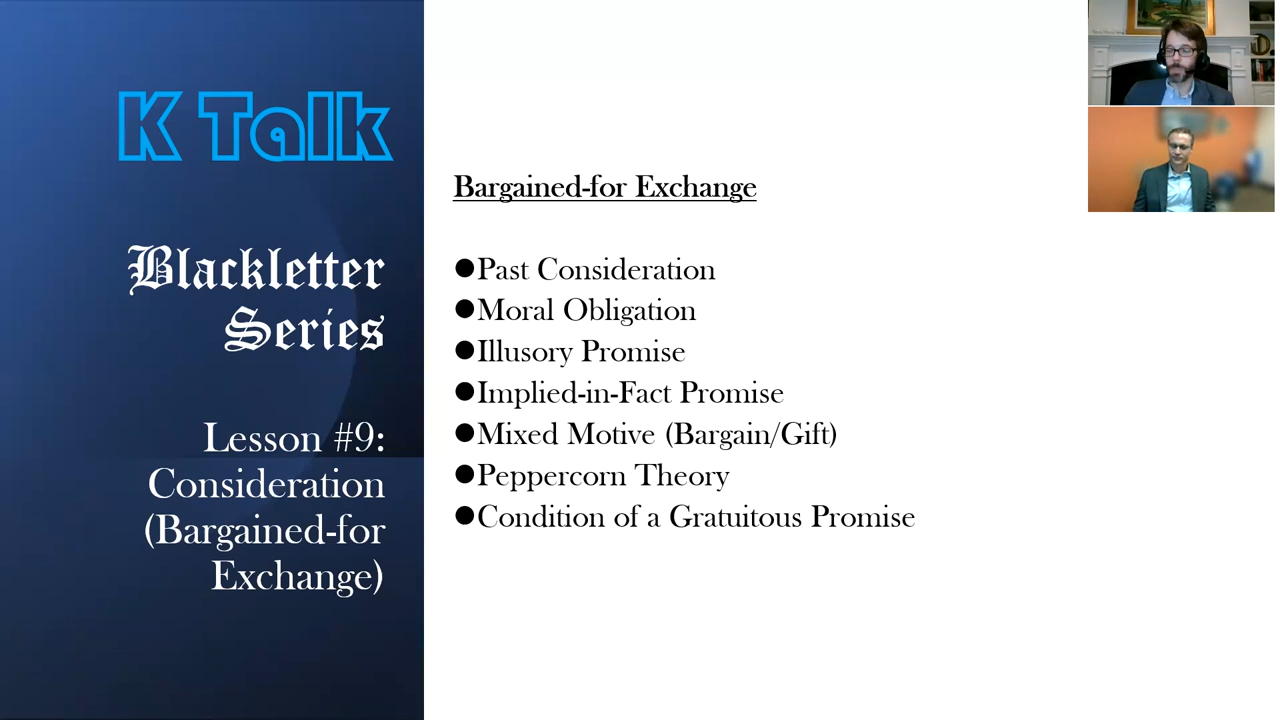 K Talk
Blackletter
Series
Lesson #9:
Consideration
(Bargained-for
Exchange)
Bargained-for Exchange
●Past Consideration
●Moral Obligation
●Illusory Promise
●Implied-in-Fact Promise
●Mixed Motive (Bargain/Gift)
●Peppercorn Theory
●Condition of a Gratuitous Promise